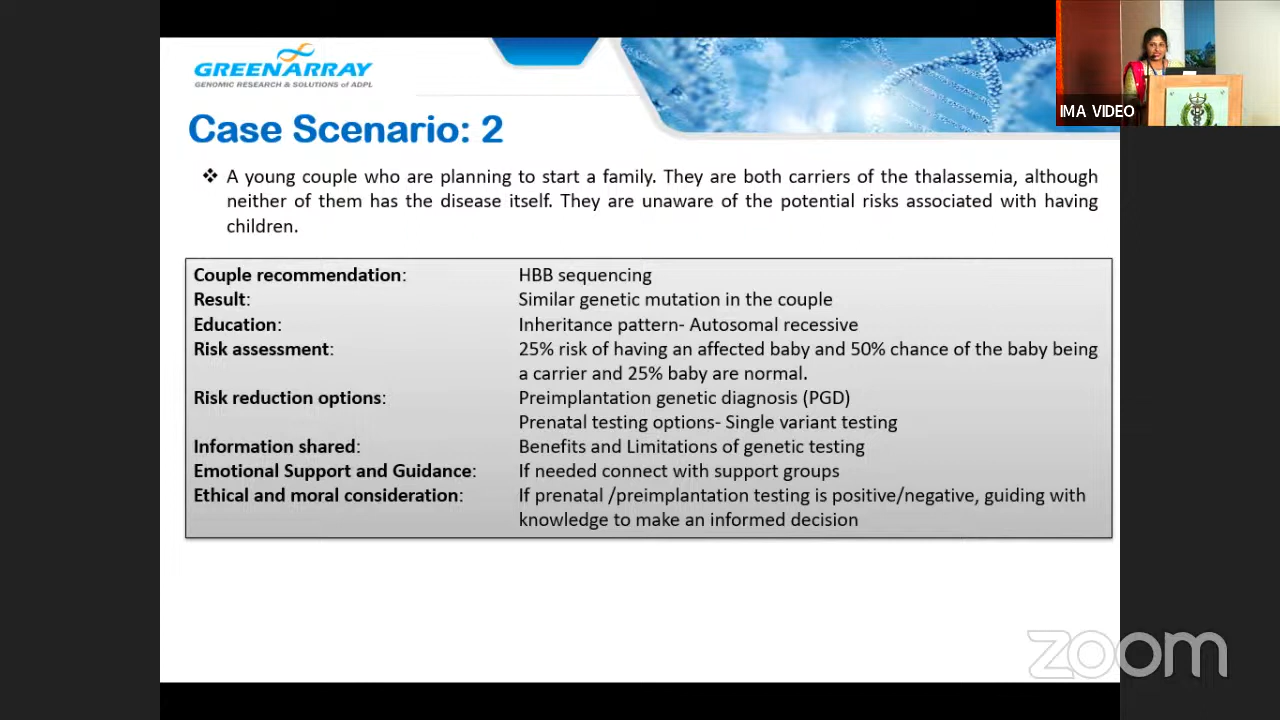 GREENARRAY
GENOMIC RESEARCH & SOLUTIONS of ADPL
IMA VIDEO
Case Scenario: 2
❖ A young couple who are planning to start a family. They are both carriers of the thalassemia, although
neither of them has the disease itself. They are unaware of the potential risks associated with having
children.
Couple recommendation: HBB sequencing
Result: Similar genetic mutation in the couple
Education: Inheritance pattern- Autosomal recessive
Risk assessment: 25% risk of having an affected baby and 50% chance of the baby being
a carrier and 25% baby are normal.
Risk reduction options: Preimplantation genetic diagnosis (PGD)
Prenatal testing options- Single variant testing
Information shared: Benefits and Limitations of genetic testing
Emotional Support and Guidance: If needed connect with support groups
Ethical and moral consideration: If prenatal /preimplantation testing is positive/negative, guiding with
knowledge to make an informed decision
zoom